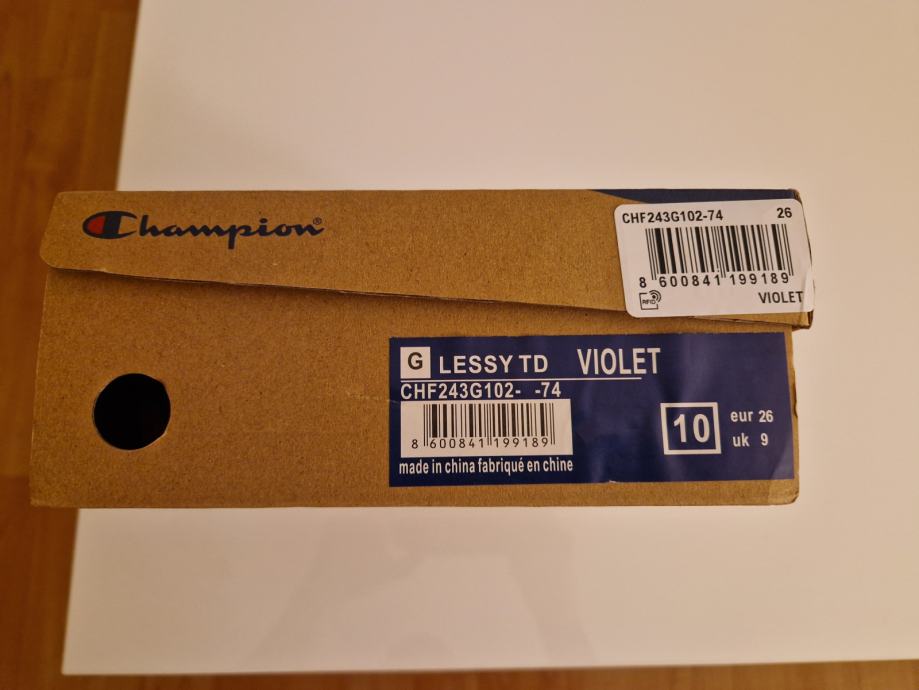 Champion®
CHF243G102-74 26
8 600841 199189
RFID
VIOLET
G LESSY TD VIOLET
CHF243G102- -74
8 600841 199189
10 eur 26
uk 9
made in china fabriqué en chine